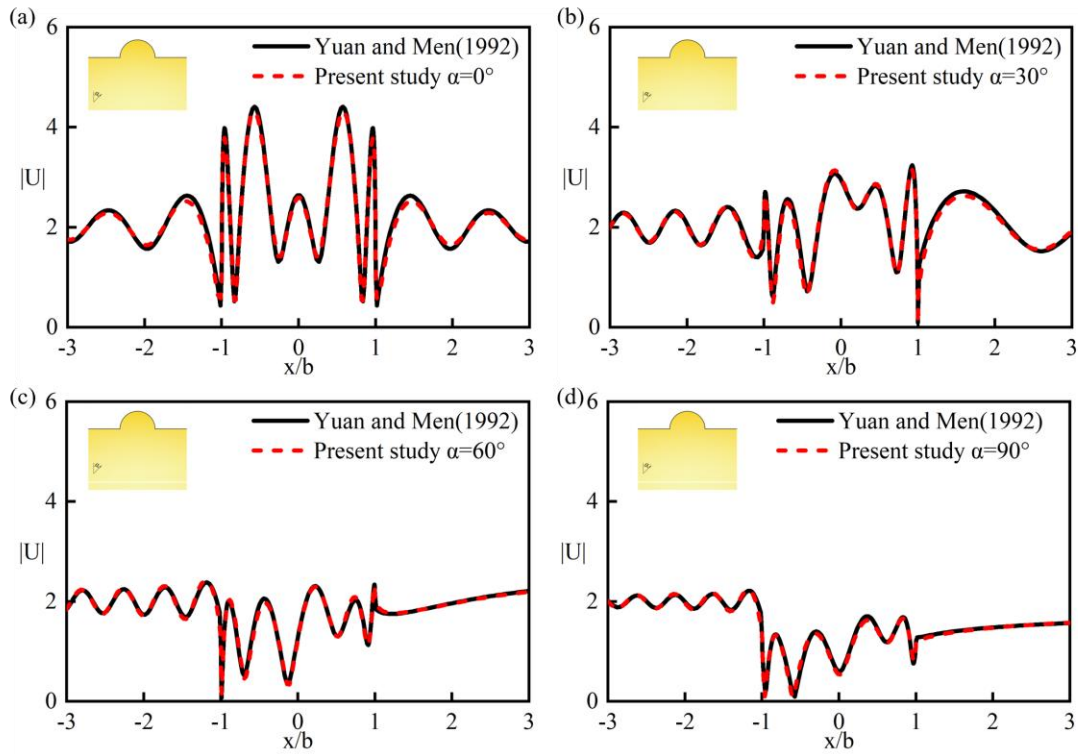 (a)
6
Yuan and Men(1992)
Present study α=0°
4
|U|
2
0
-3 -2 -1 0 1 2 3
x/b
(b)
6
Yuan and Men(1992)
Present study α=30°
4
|U|
2
0
-3 -2 -1 0 1 2 3
x/b
(c)
6
Yuan and Men(1992)
Present study α=60°
4
|U|
2
0
-3 -2 -1 0 1 2 3
x/b
(d)
6
Yuan and Men(1992)
Present study α=90°
4
|U|
2
0
-3 -2 -1 0 1 2 3
x/b